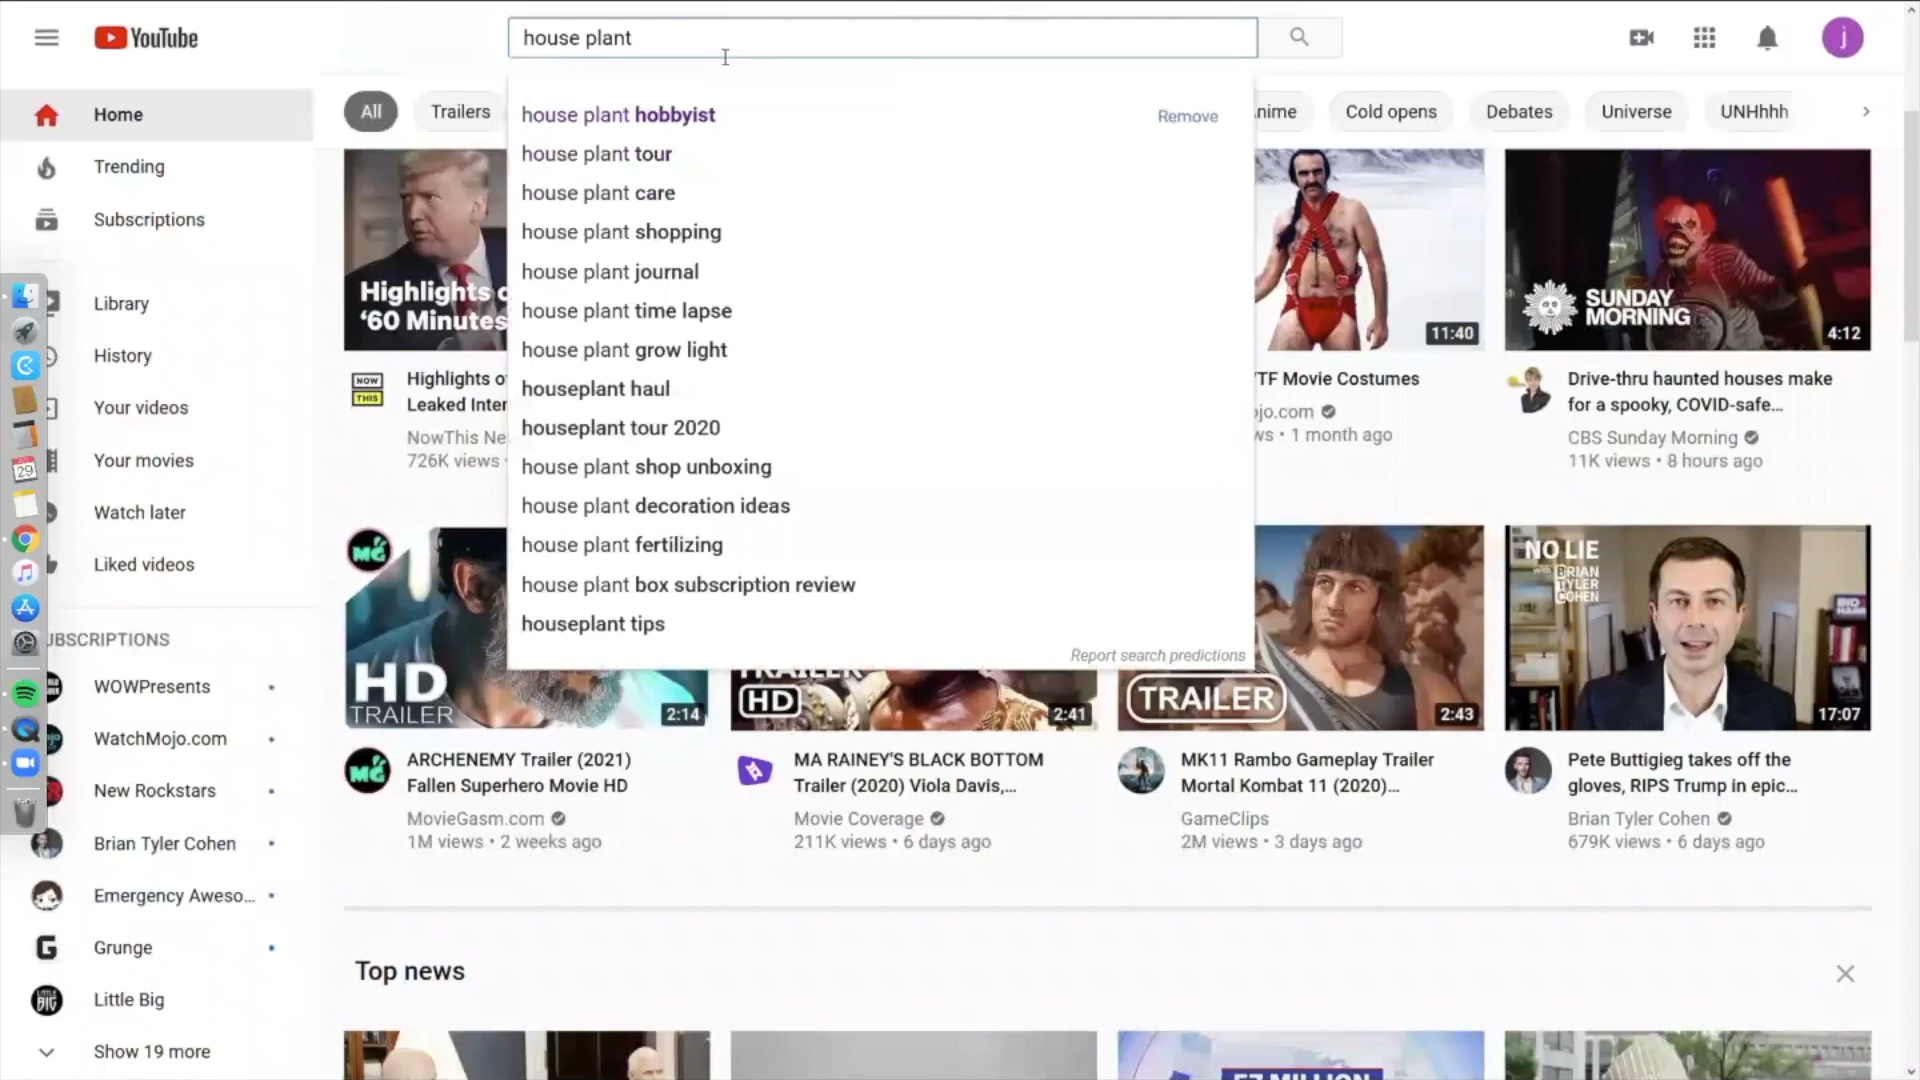 YouTube
house plant
j
Home
Trending
Subscriptions
Library
History
Your videos
Your movies
Watch later
Liked videos
UBSCRIPTIONS
WOWPresents
WatchMojo.com
New Rockstars
Brian Tyler Cohen
Emergency Aweso...
Grunge
Little Big
Show 19 more
29
All
Trailers
nime
Cold opens
Debates
Universe
UNHhhh
house plant hobbyist
Remove
house plant tour
house plant care
house plant shopping
house plant journal
house plant time lapse
house plant grow light
houseplant haul
houseplant tour 2020
house plant shop unboxing
house plant decoration ideas
house plant fertilizing
house plant box subscription review
houseplant tips
Report search predictions
Highlights o
'60 Minutes
NOW
THIS
Highlights o
Leaked Inter
NowThis Ne
726K views •
11:40
TF Movie Costumes
jo.com
ws • 1 month ago
SUNDAY
MORNING
4:12
Drive-thru haunted houses make
for a spooky, COVID-safe...
CBS Sunday Morning
11K views • 8 hours ago
MG
HD
TRAILER
2:14
MG
ARCHENEMY Trailer (2021)
Fallen Superhero Movie HD
MovieGasm.com
1M views • 2 weeks ago
TRAILER
HD
2:41
MA RAINEY'S BLACK BOTTOM
Trailer (2020) Viola Davis,...
Movie Coverage
211K views • 6 days ago
TRAILER
2:43
MK11 Rambo Gameplay Trailer
Mortal Kombat 11 (2020)...
GameClips
2M views • 3 days ago
NO LIE
with BRIAN
TYLER
COHEN
17:07
Pete Buttigieg takes off the
gloves, RIPS Trump in epic...
Brian Tyler Cohen
679K views • 6 days ago
Top news
57 MILLION